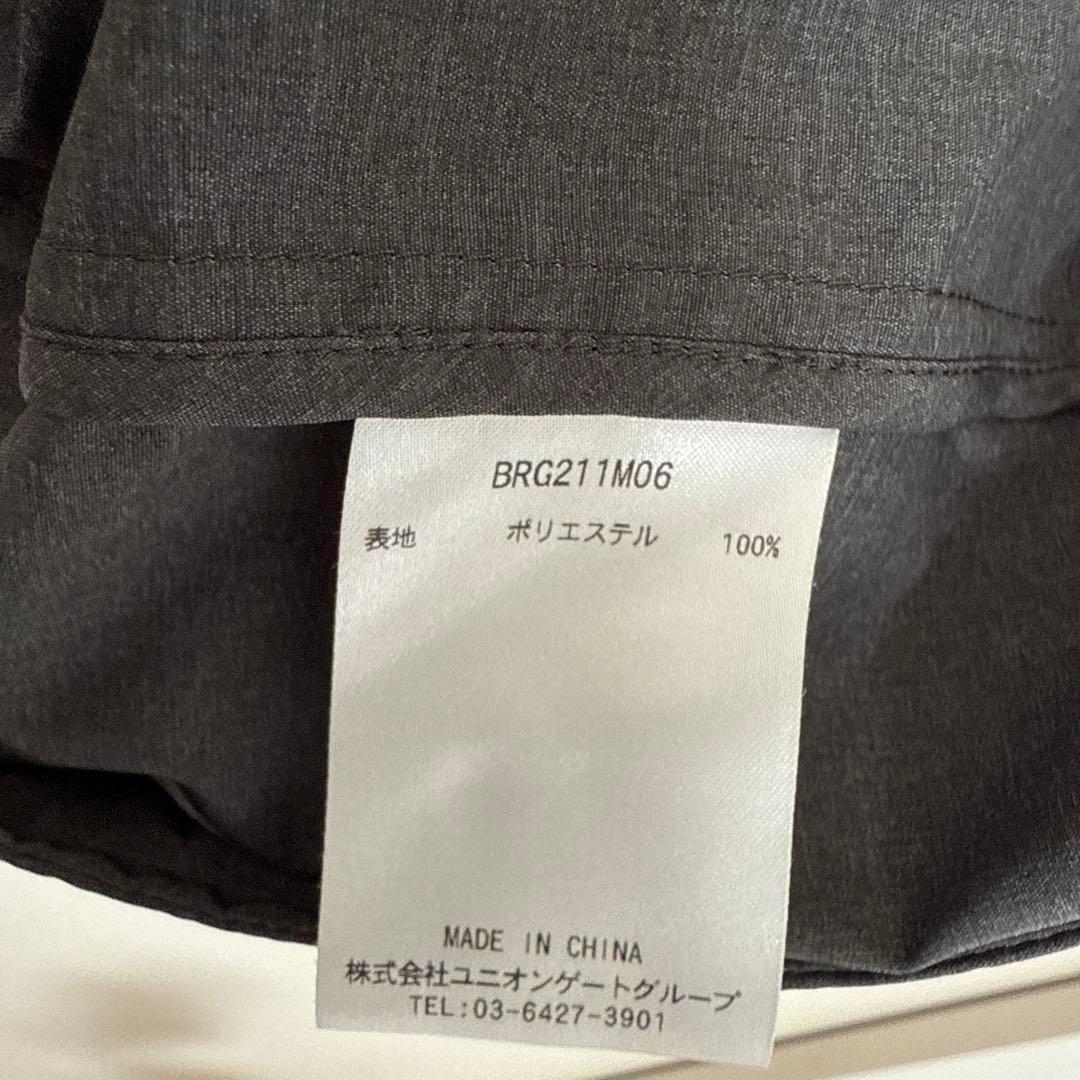 BRG211M06
表地 ポリエステル 100%
MADE IN CHINA
株式会社ユニオンゲートグループ
TEL:03-6427-3901